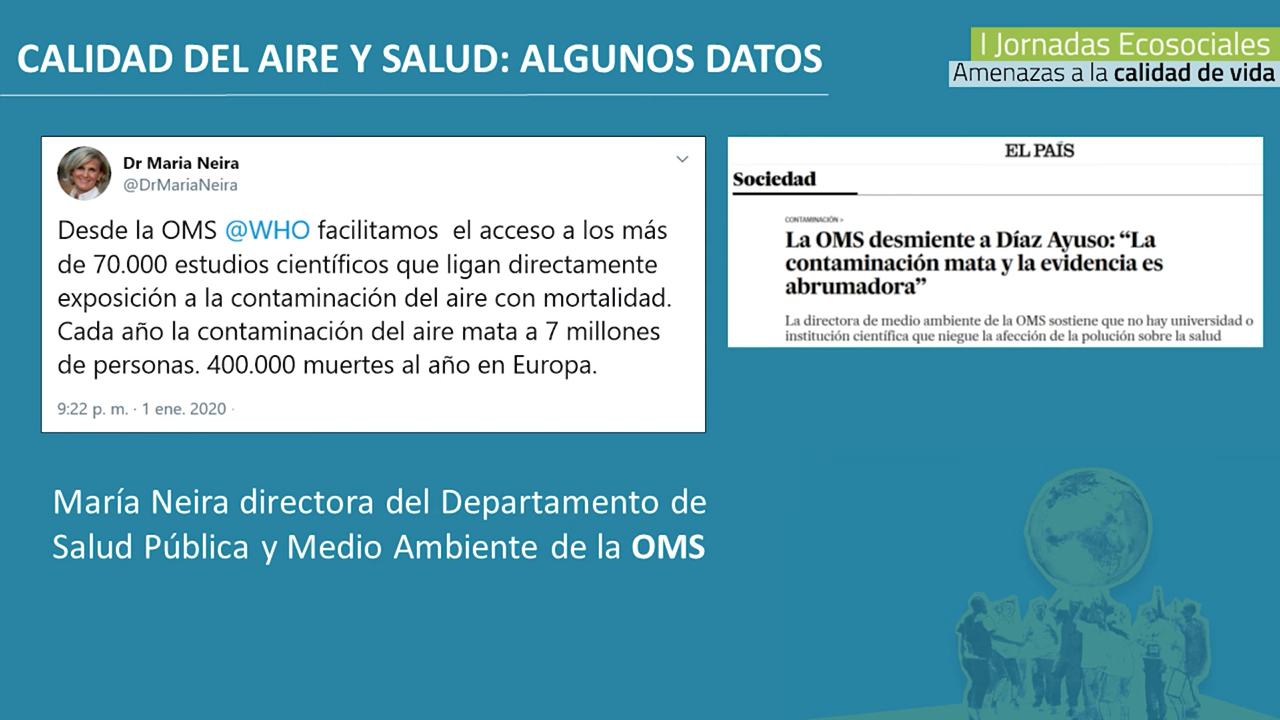 CALIDAD DEL AIRE Y SALUD: ALGUNOS DATOS
I Jornadas Ecosociales
Amenazas a la calidad de vida
Dr Maria Neira
@DrMariaNeira
Desde la OMS @WHO facilitamos el acceso a los más
de 70.000 estudios científicos que ligan directamente
exposición a la contaminación del aire con mortalidad.
Cada año la contaminación del aire mata a 7 millones
de personas. 400.000 muertes al año en Europa.
9:22 p. m. · 1 ene. 2020 ·
EL PAÍS
Sociedad
CONTAMINACIÓN >
La OMS desmiente a Díaz Ayuso: “La
contaminación mata y la evidencia es
abrumadora”
La directora de medio ambiente de la OMS sostiene que no hay universidad o
institución científica que niegue la afección de la polución sobre la salud
María Neira directora del Departamento de
Salud Pública y Medio Ambiente de la OMS